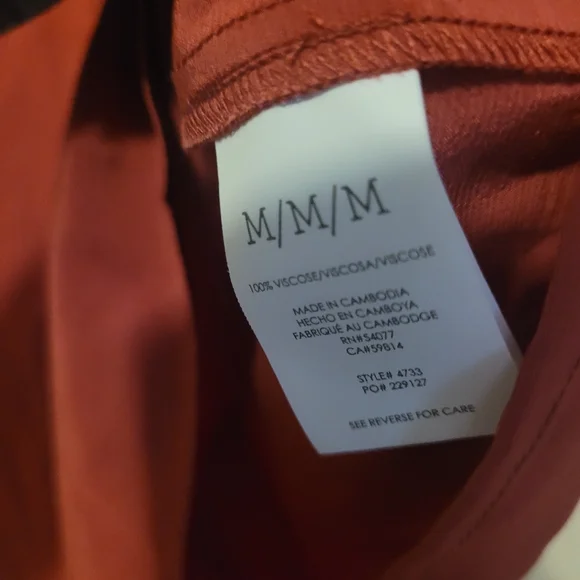 M/M/M
100% VISCOSE/VISCOSA/VISCOSE
MADE IN CAMBODIA
HECHO EN CAMBOYA
FABRIQUÉ AU CAMBODGE
RN#54077
CA#59814
STYLE# 4733
PO# 229127
SEE REVERSE FOR CARE